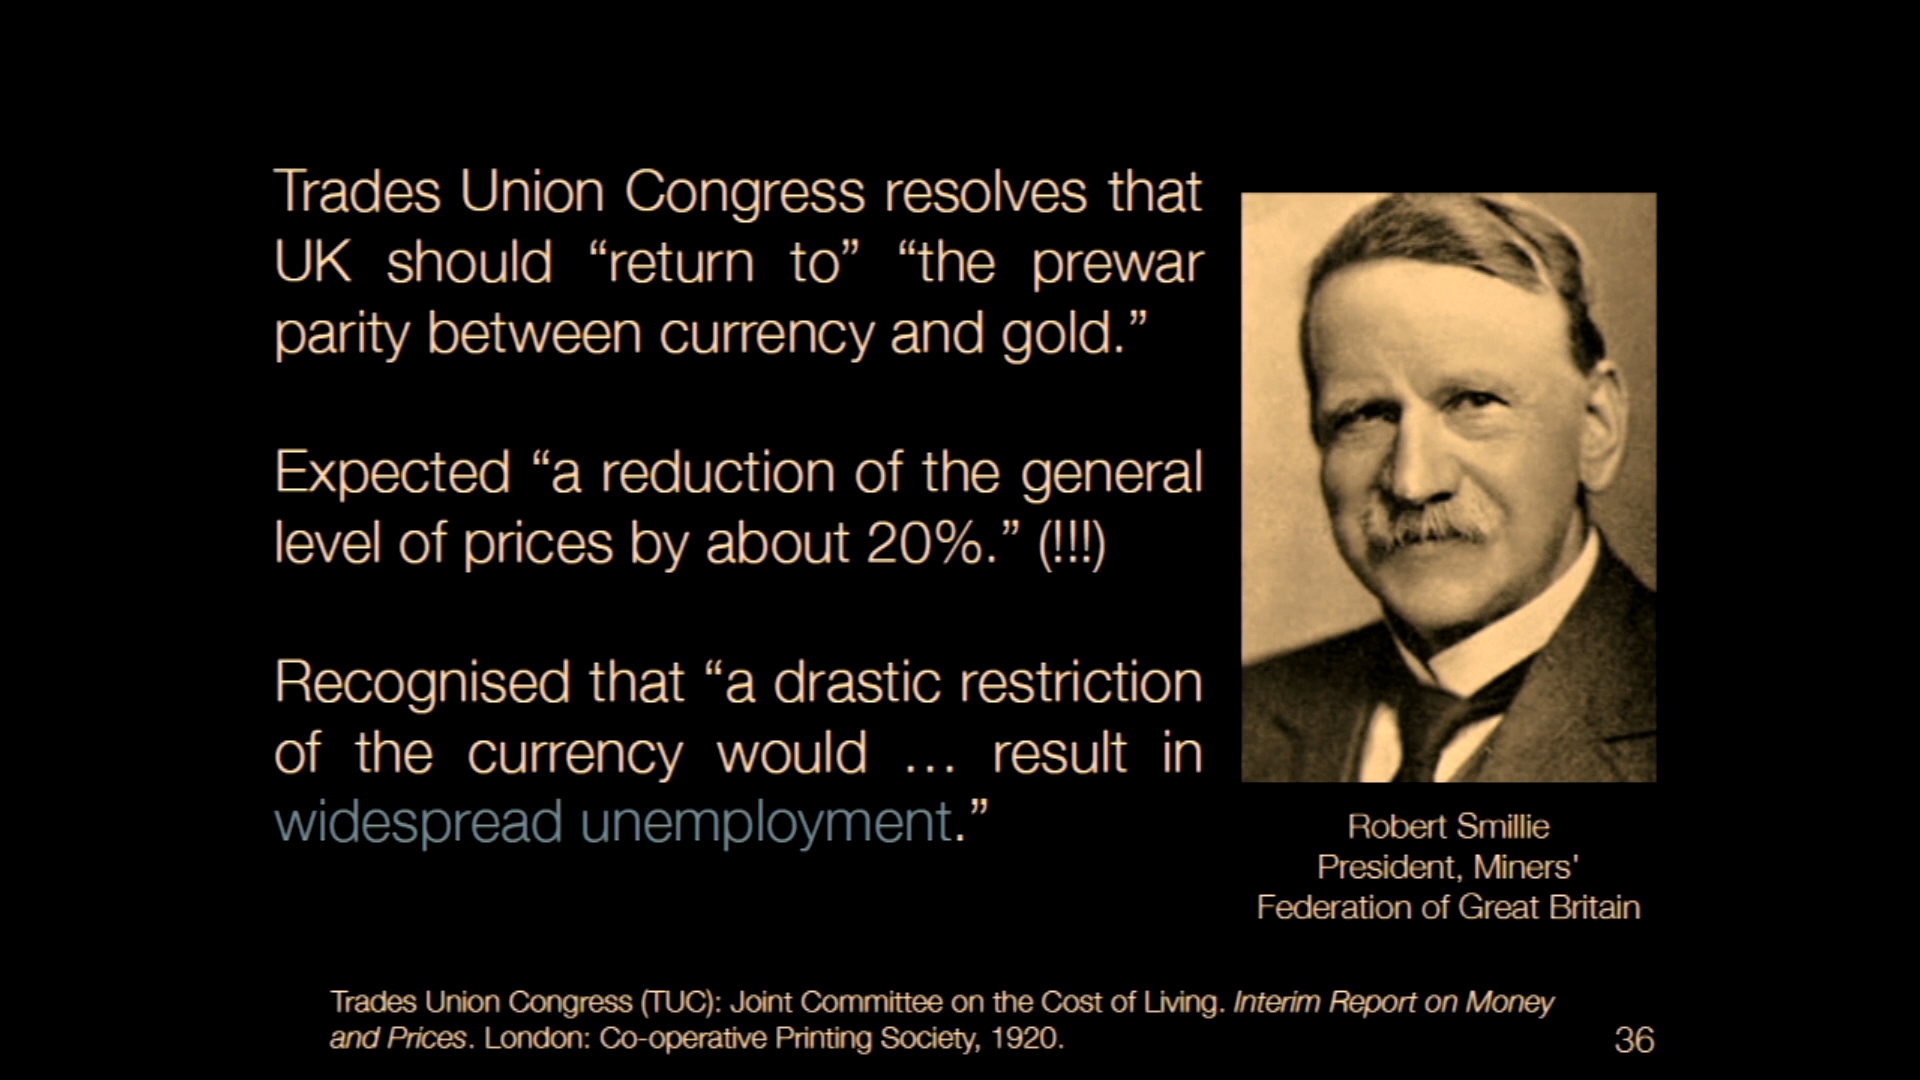 Trades Union Congress resolves that
UK should “return to” “the prewar
parity between currency and gold.”
Expected “a reduction of the general
level of prices by about 20%.” (!!!)
Recognised that “a drastic restriction
of the currency would … result in
widespread unemployment.”
Robert Smillie
President, Miners'
Federation of Great Britain
Trades Union Congress (TUC): Joint Committee on the Cost of Living. Interim Report on Money
and Prices. London: Co-operative Printing Society, 1920.
36